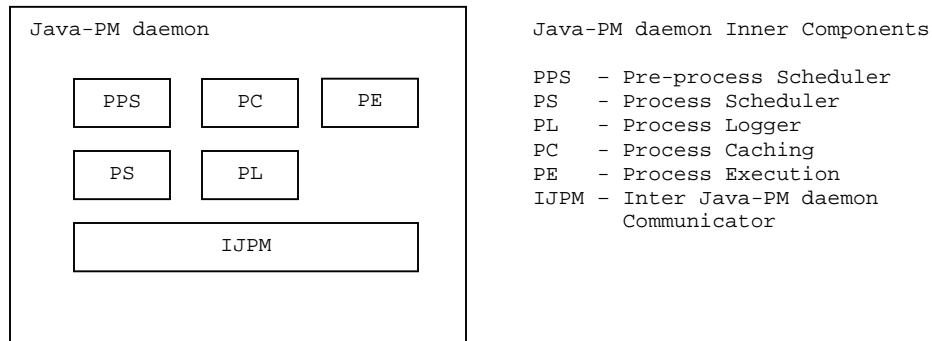 Java-PM daemon
PPS
PC
PE
PS
PL
IJPM
Java-PM daemon Inner Components
PPS – Pre-process Scheduler
PS – Process Scheduler
PL – Process Logger
PC – Process Caching
PE – Process Execution
IJPM – Inter Java-PM daemon
Communicator